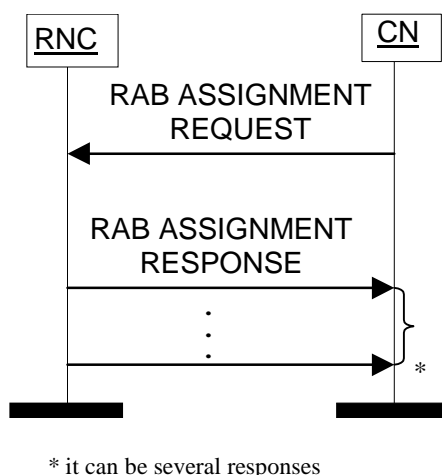 RNC
CN
RAB ASSIGNMENT
REQUEST
RAB ASSIGNMENT
RESPONSE
*
* it can be several responses